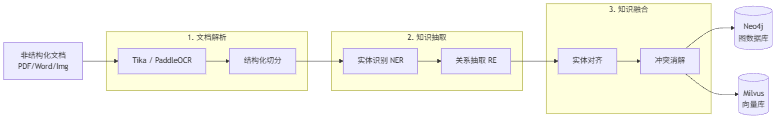 非结构化文档
PDF/Word/Img
1. 文档解析
Tika / PaddleOCR
结构化切分
2. 知识抽取
实体识别 NER
关系抽取 RE
3. 知识融合
实体对齐
冲突消解
Neo4j
图数据库
Milvus
向量库